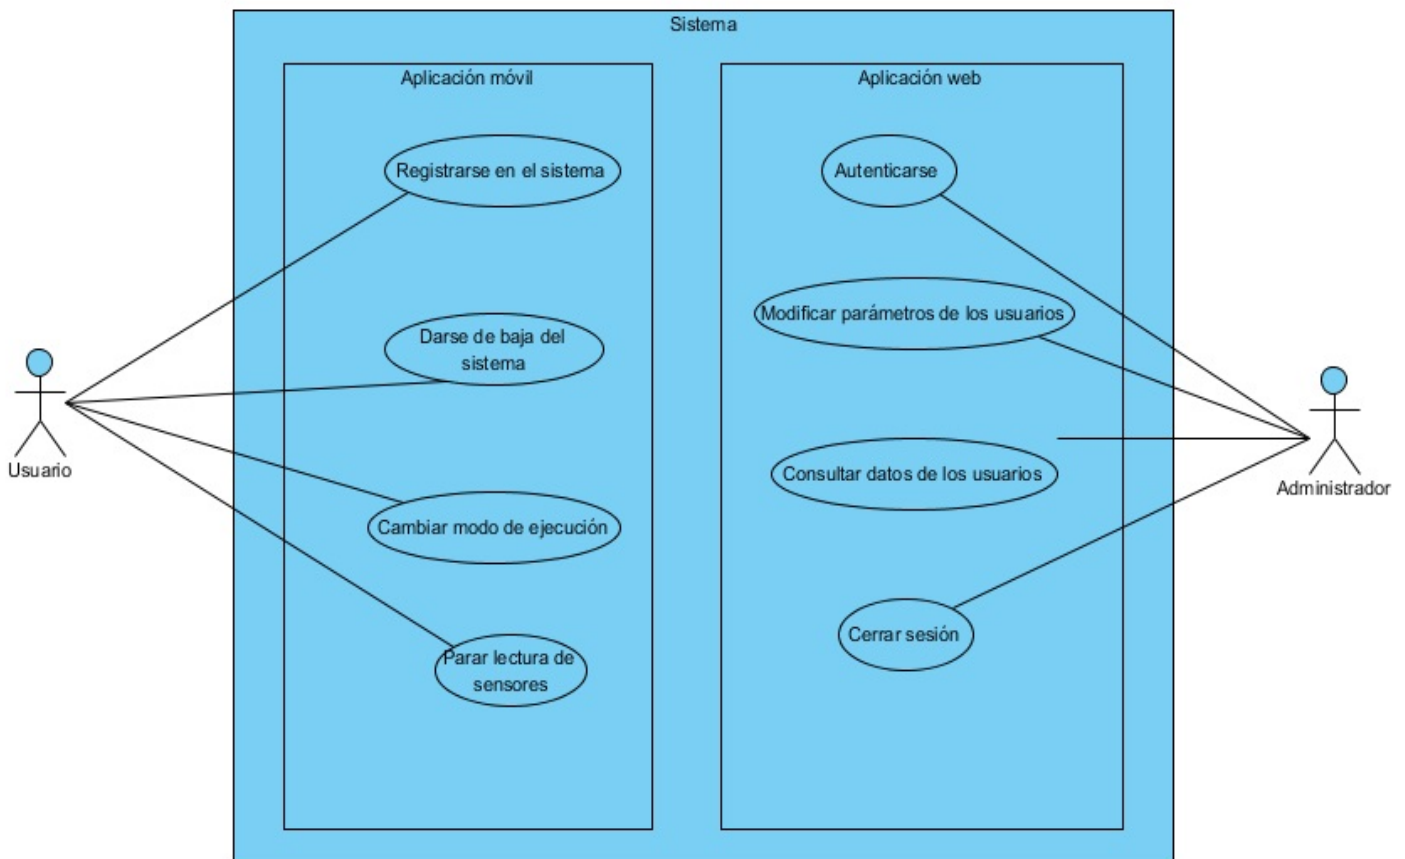 Sistema
Aplicación móvil
Registrarse en el sistema
Darse de baja del
sistema
Cambiar modo de ejecución
Parar lectura de
sensores
Aplicación web
Autenticarse
Modificar parámetros de los usuarios
Consultar datos de los usuarios
Cerrar sesión
Usuario
Administrador